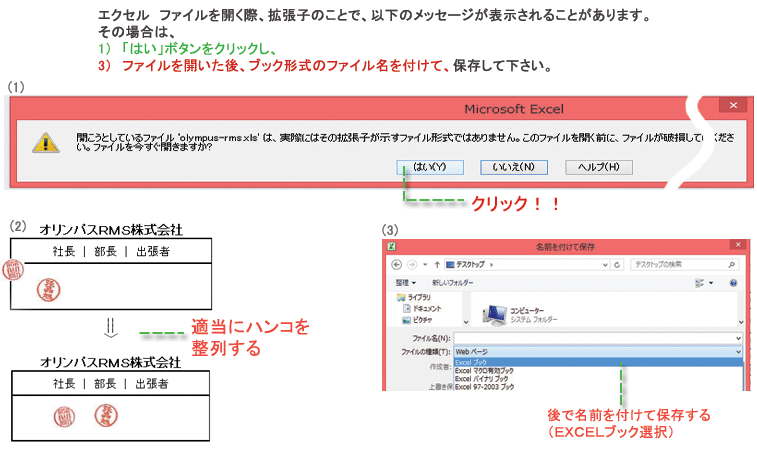 エクセル　ファイルを開く際、拡張子のことで、以下のメッセージが表示されることがあります。
その場合は、
1）「はい」ボタンをクリックし、
3）ファイルを開いた後、ブック形式のファイル名を付けて、保存して下さい。
(1)
Microsoft Excel
開こうとしているファイル 'olympus-rms.xls' は、実際にはその拡張子が示すファイル形式ではありません。このファイルを開く前に、ファイルが破損して
くださ
い。ファイルを今すぐ開きますか?
はい(Y)
いいえ(N)
ヘルプ(H)
クリック！！
(2)
オリンパスRMS株式会社
社長 | 部長 | 出張者
適当にハンコを
整列する
オリンパスRMS株式会社
社長 | 部長 | 出張者
(3)
名前を付けて保存
デスクトップ
デスクトップの検索
整理
新しいフォルダー
ライブラリ
ドキュメント
ピクチャ
コンピューター
システム フォルダー
ファイル名(N):
ファイルの種類(T): Web ページ
Excel ブック
作成者:
Excel マクロ有効ブック
Excel バイナリ ブック
上書き保
Excel 97-2003 ブック
後で名前を付けて保存する
（EXCELブック選択）